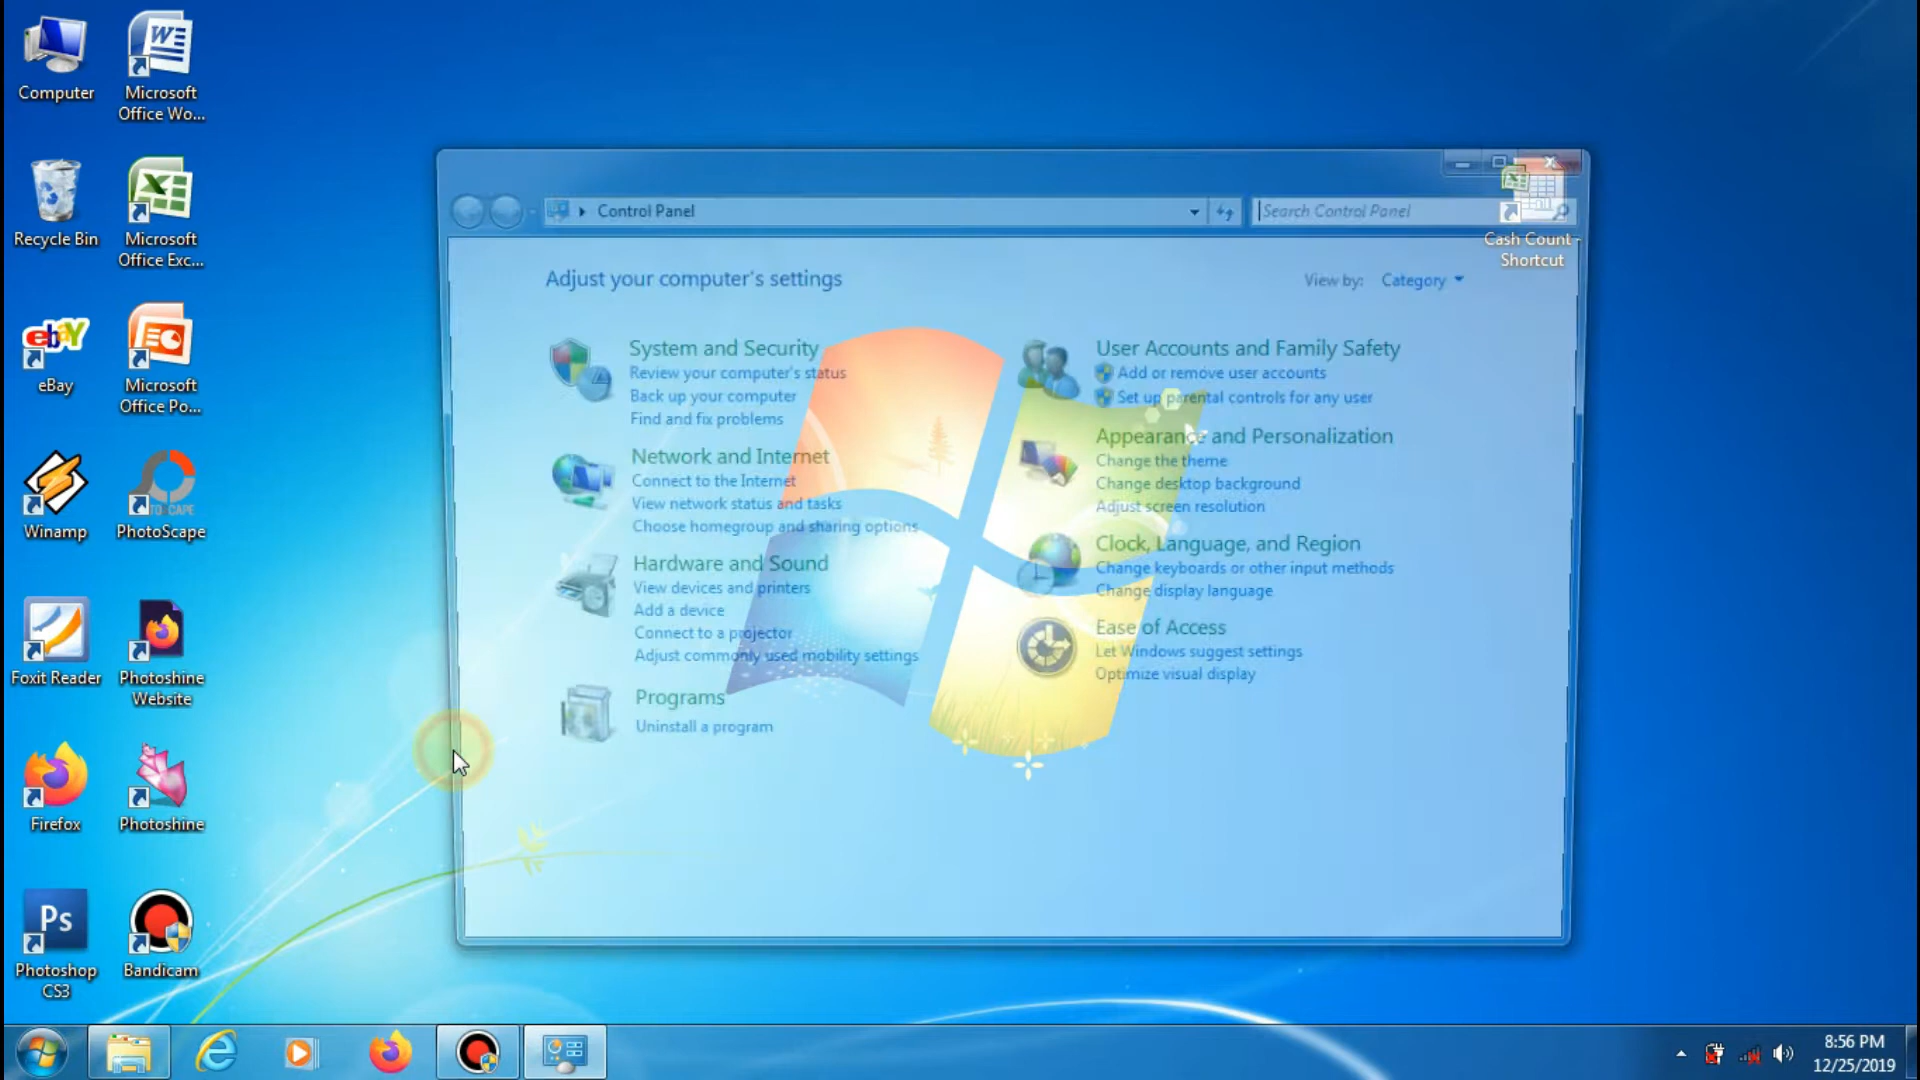 Computer
Microsoft
Office Wo...
Recycle Bin
Microsoft
Office Exc...
eBay
ebay
Microsoft
Office Po...
Winamp
PhotoScape
TO CAPE
Foxit Reader
Photoshine
Website
Firefox
Photoshine
Ps
Photoshop
CS3
Bandicam
Control Panel
Search Control Panel
Cash Count -
Shortcut
Adjust your computer's settings
View by: Category
System and Security
Review your computer's status
Back up your computer
Find and fix problems
Network and Internet
Connect to the Internet
View network status and tasks
Choose homegroup and sharing options
Hardware and Sound
View devices and printers
Add a device
Connect to a projector
Adjust commonly used mobility settings
Programs
Uninstall a program
User Accounts and Family Safety
Add or remove user accounts
Set up parental controls for any user
Appearance and Personalization
Change the theme
Change desktop background
Adjust screen resolution
Clock, Language, and Region
Change keyboards or other input methods
Change display language
Ease of Access
Let Windows suggest settings
Optimize visual display
8:56 PM
12/25/2019